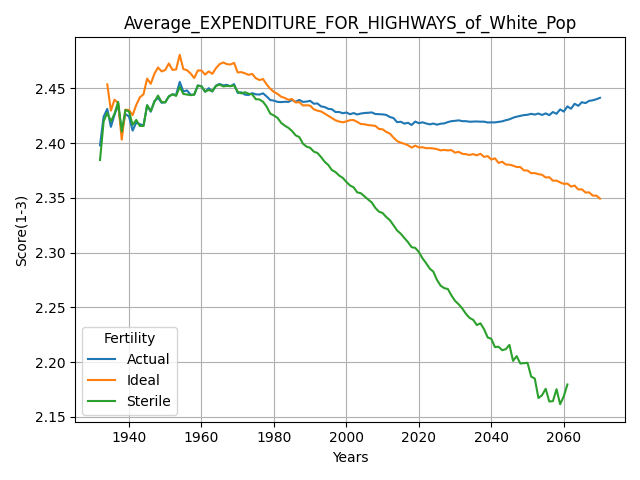 Average_EXPENDITURE_FOR_HIGHWAYS_of_White_Pop
Score(1-3)
2.45
2.40
2.35
2.30
2.25
2.20
2.15
Fertility
Actual
Ideal
Sterile
1940 1960 1980 2000 2020 2040 2060
Years